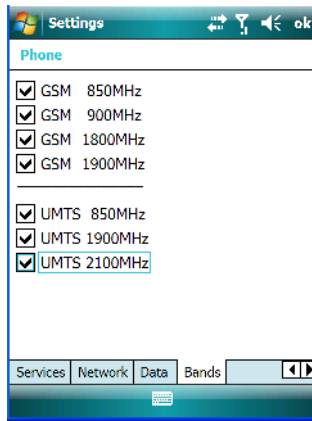 Settings ok
Phone
GSM 850MHz
GSM 900MHz
GSM 1800MHz
GSM 1900MHz
UMTS 850MHz
UMTS 1900MHz
UMTS 2100MHz
Services Network Data Bands